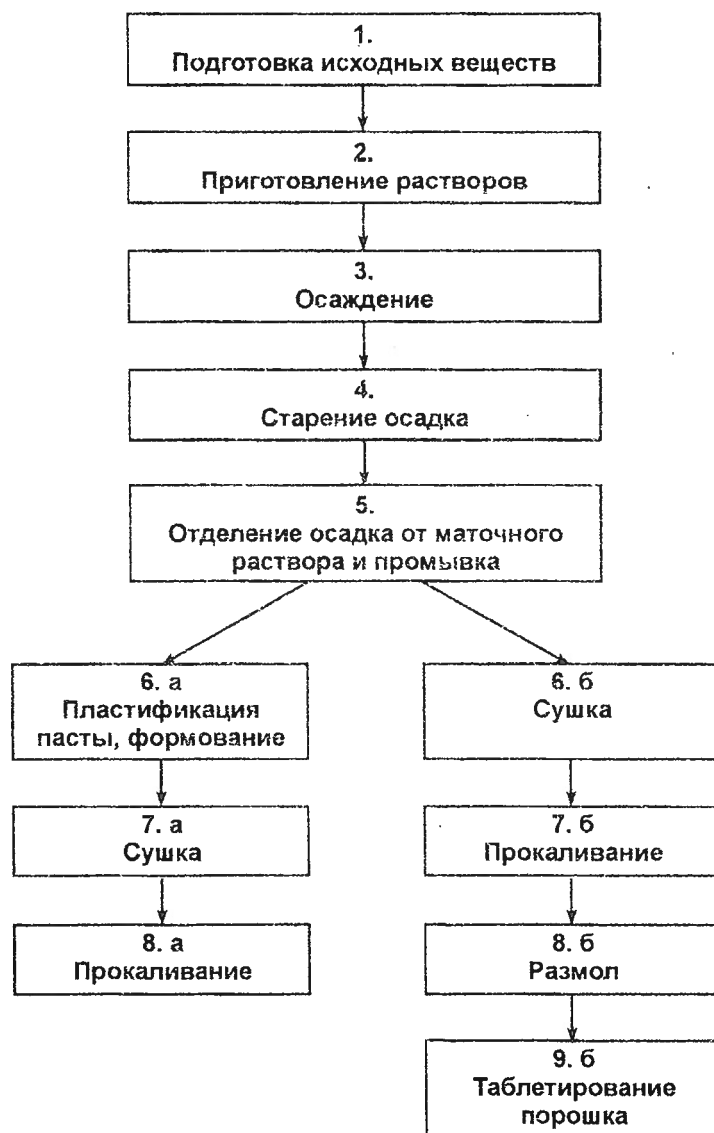 1.
Подготовка исходных веществ
2.
Приготовление растворов
3.
Осаждение
4.
Старение осадка
5.
Отделение осадка от маточного
раствора и промывка
6. а
Пластификация
пасты, формование
7. а
Сушка
8. а
Прокаливание
6. б
Сушка
7. б
Прокаливание
8. б
Размол
9. б
Таблетирование
порошка